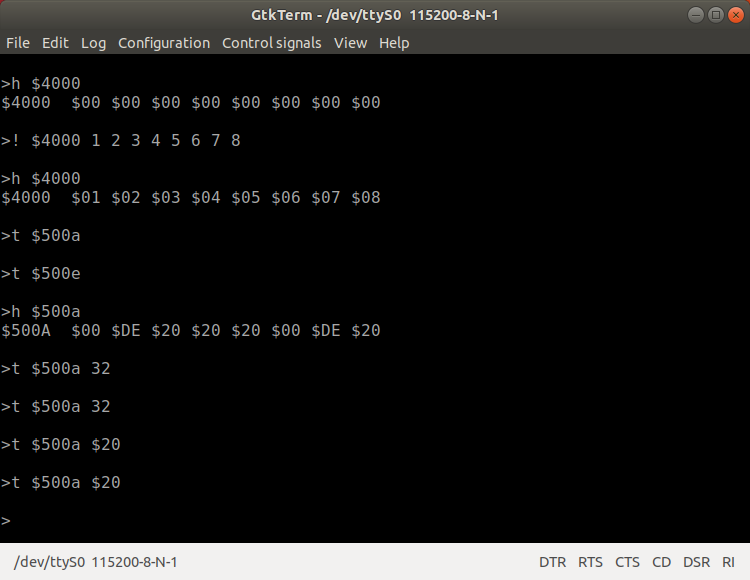 GtkTerm - /dev/ttyS0 115200-8-N-1
File Edit Log Configuration Control signals View Help
>h $4000
$4000  $00 $00 $00 $00 $00 $00 $00 $00
>! $4000 1 2 3 4 5 6 7 8
>h $4000
$4000  $01 $02 $03 $04 $05 $06 $07 $08
>t $500a
>t $500e
>h $500a
$500A  $00 $DE $20 $20 $20 $00 $DE $20
>t $500a 32
>t $500a 32
>t $500a $20
>t $500a $20
>
/dev/ttyS0 115200-8-N-1 DTR RTS CTS CD DSR RI